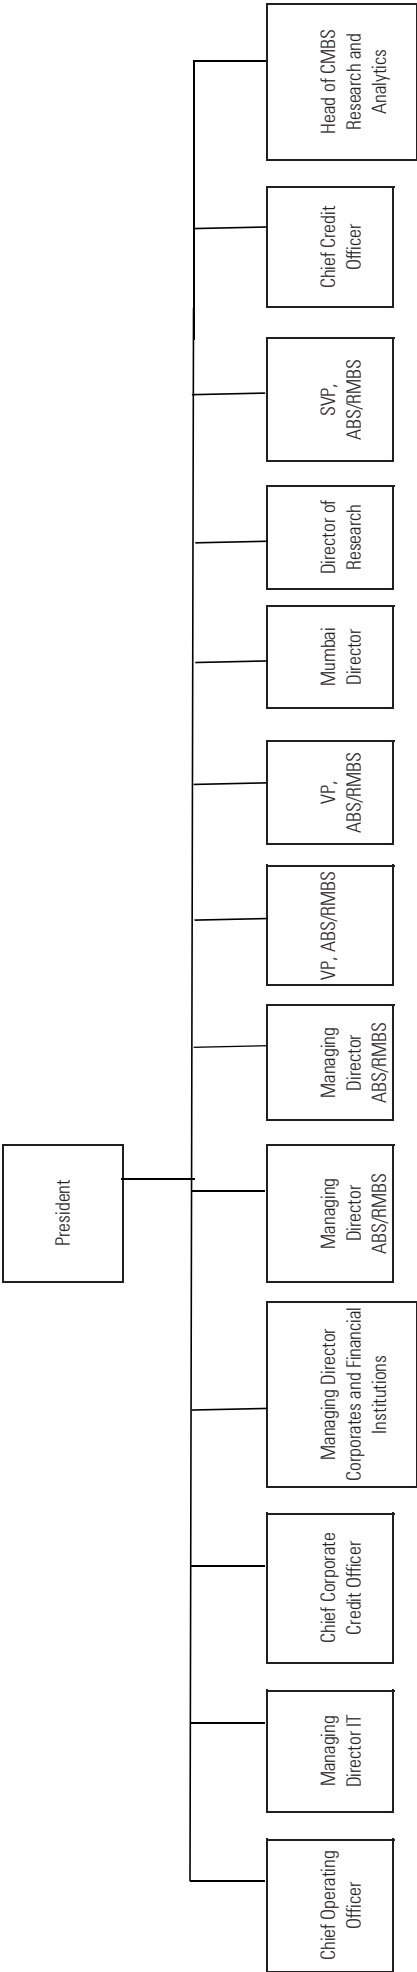 President
Chief Operating
Officer
Managing
Director IT
Chief Corporate
Credit Officer
Managing Director
Corporates and Financial
Institutions
Managing
Director
ABS/RMBS
Managing
Director
ABS/RMBS
VP, ABS/RMBS
VP,
ABS/RMBS
Mumbai
Director
Director of
Research
SVP,
ABS/RMBS
Chief Credit
Officer
Head of CMBS
Research and
Analytics